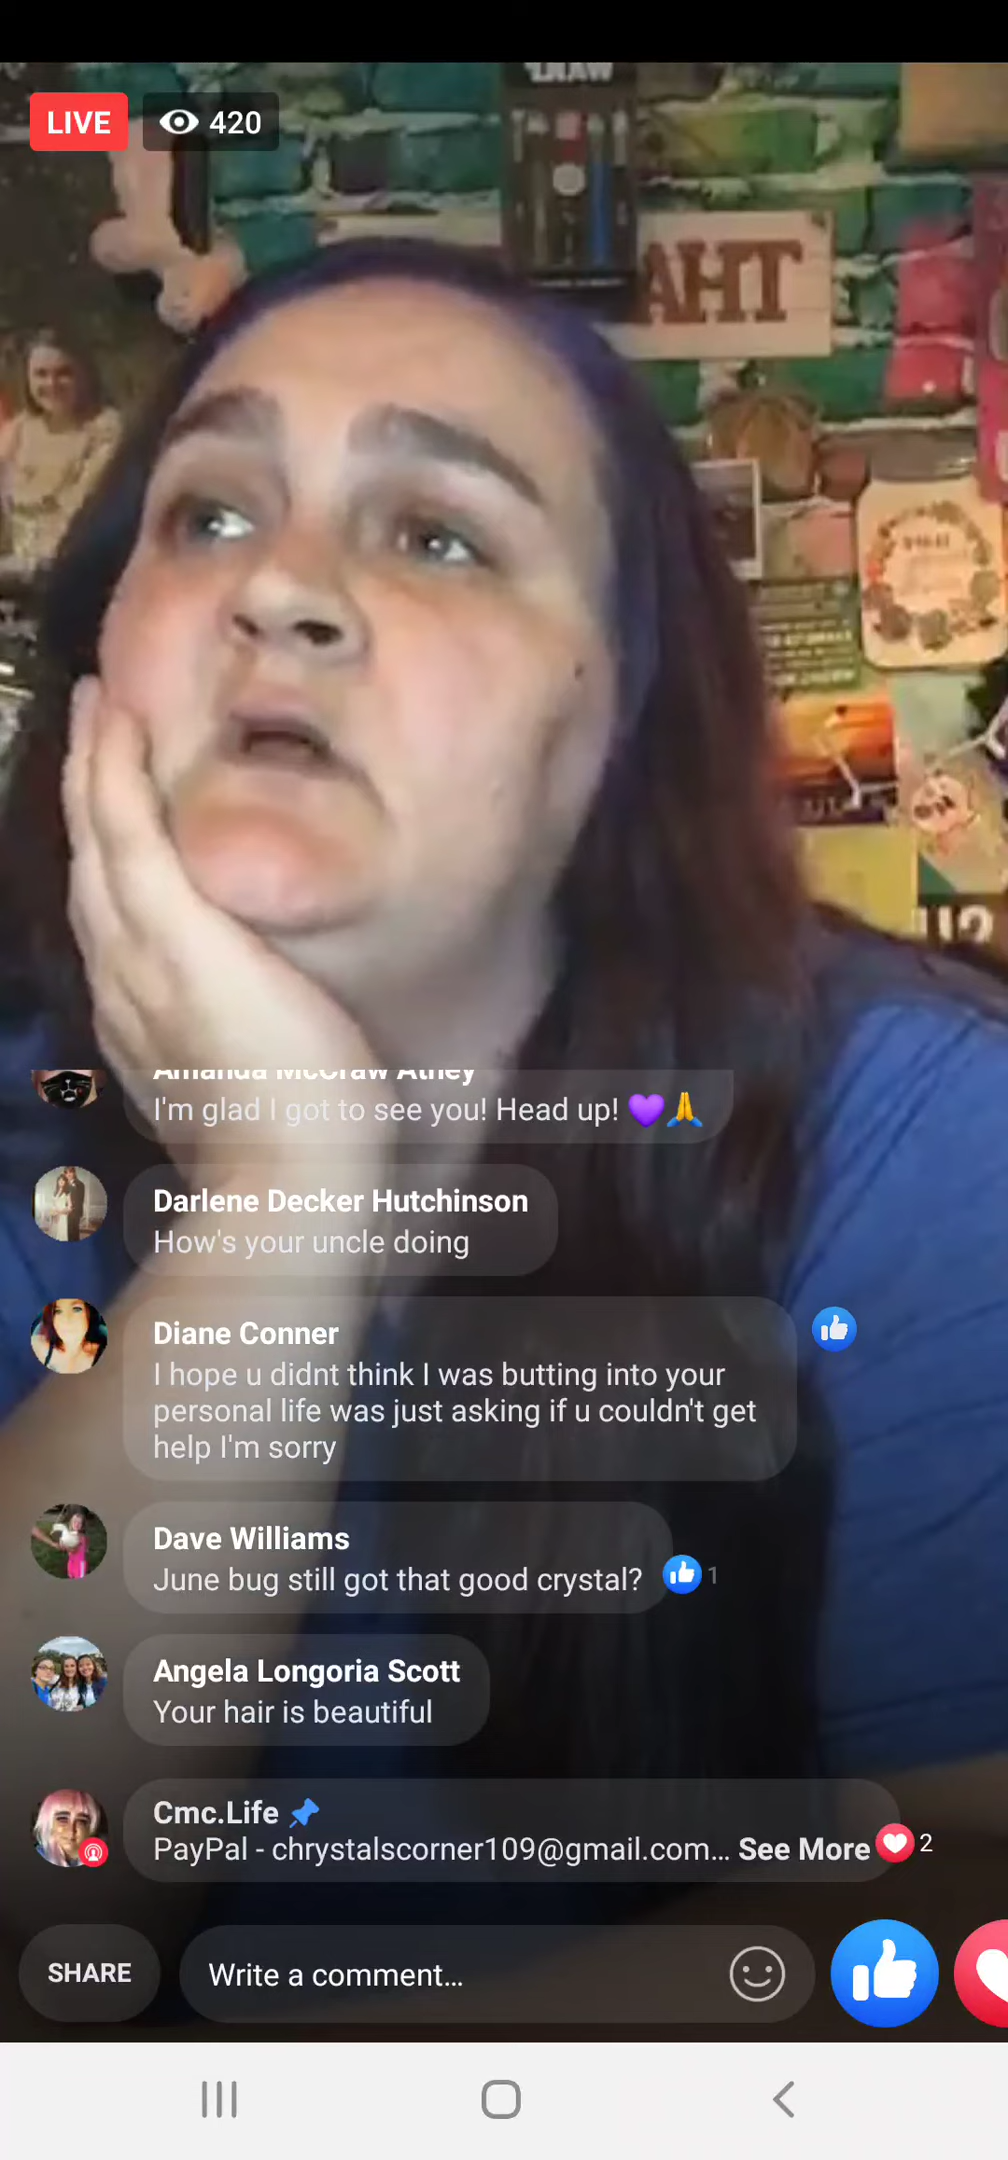 LIVE 420
AHT
Amanda McCraw Athey
I'm glad I got to see you! Head up! 💜🙏
Darlene Decker Hutchinson
How's your uncle doing
Diane Conner
I hope u didnt think I was butting into your
personal life was just asking if u couldn't get
help I'm sorry
Dave Williams
June bug still got that good crystal? 1
Angela Longoria Scott
Your hair is beautiful
Cmc.Life
PayPal - chrystalscorner109@gmail.com... See More 2
SHARE Write a comment...